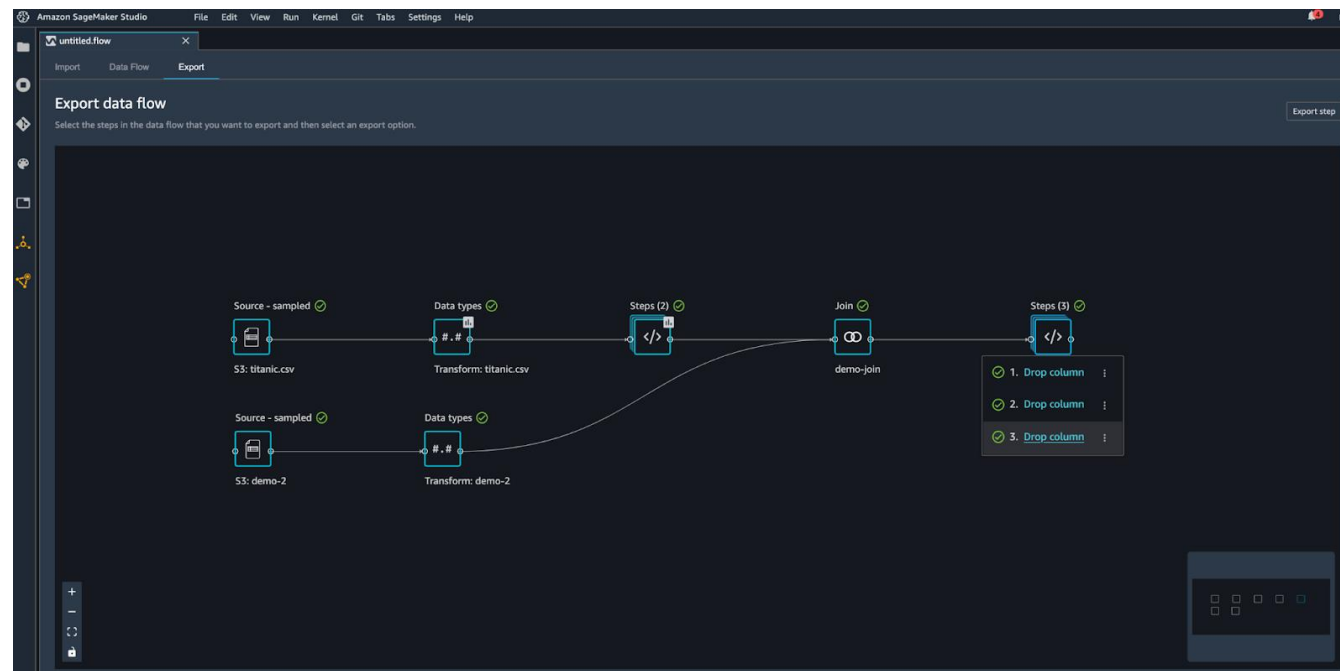 Amazon SageMaker Studio File Edit View Run Kernel Git Tabs Settings Help 4
untitled.flow ×
Import Data Flow Export
Export data flow
Select the steps in the data flow that you want to export and then select an export option.
Export step
Source - sampled Data types Steps (2) Join Steps (3)
#.# </> </>
S3: titanic.csv Transform: titanic.csv demo-join
1. Drop column
2. Drop column
3. Drop column
Source - sampled Data types
#.#
S3: demo-2 Transform: demo-2